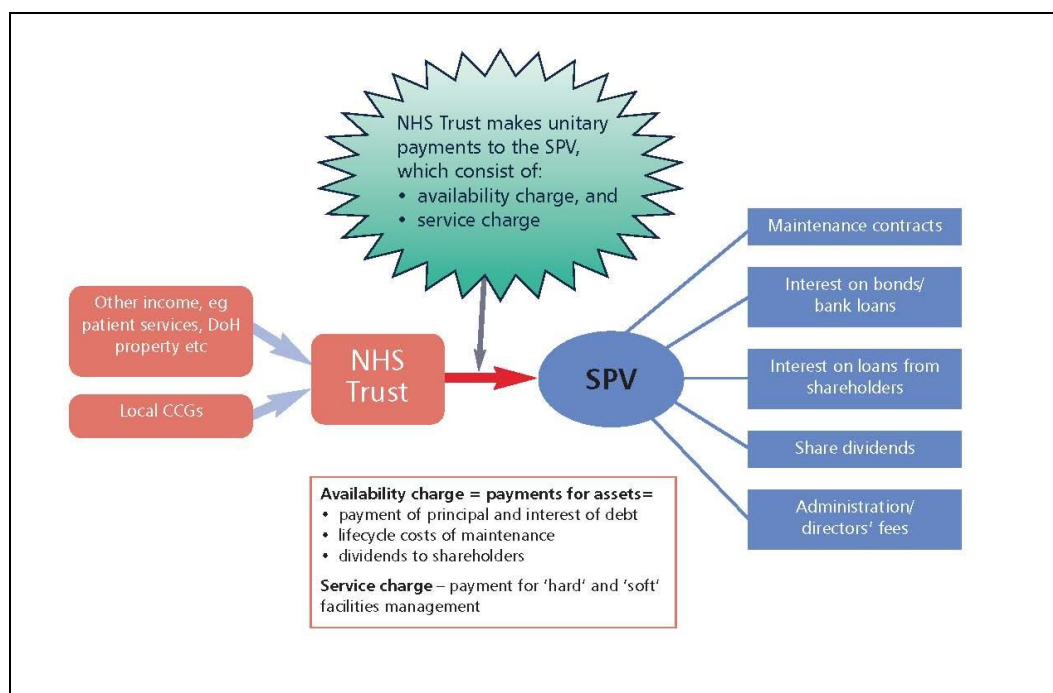 NHS Trust makes unitary
payments to the SPV,
which consist of:
• availability charge, and
• service charge
Other income, eg
patient services, DoH
property etc
Local CCGs
NHS
Trust
SPV
Maintenance contracts
Interest on bonds/
bank loans
Interest on loans from
shareholders
Share dividends
Administration/
directors’ fees
Availability charge = payments for assets=
• payment of principal and interest of debt
• lifecycle costs of maintenance
• dividends to shareholders
Service charge – payment for ‘hard’ and ‘soft’
facilities management